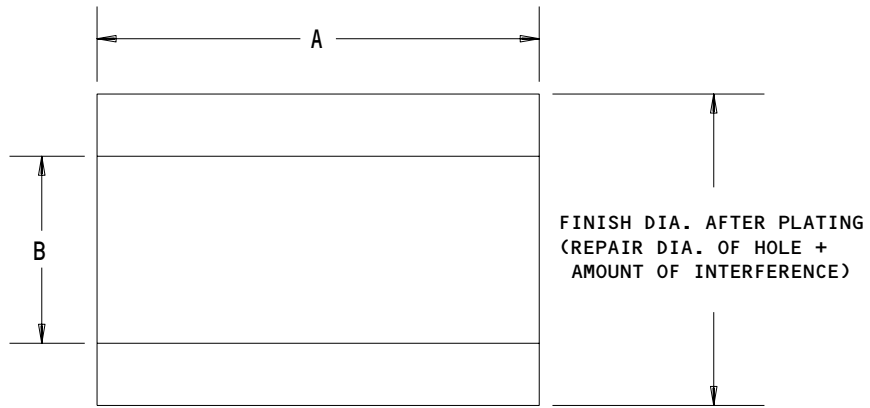 A
B
FINISH DIA. AFTER PLATING
(REPAIR DIA. OF HOLE +
AMOUNT OF INTERFERENCE)